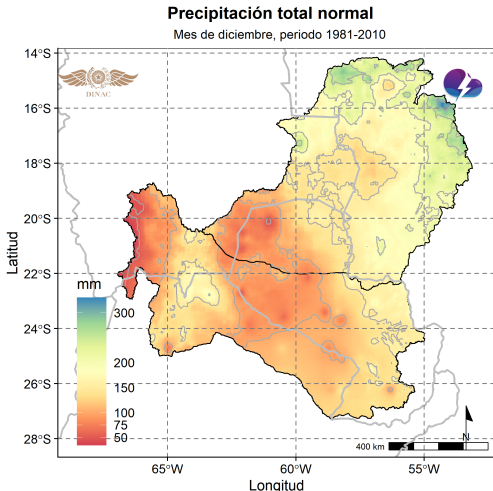 Precipitación total normal
Mes de diciembre, periodo 1981-2010
14°S
16°S
18°S
20°S
22°S
24°S
26°S
28°S
Latitud
DINAC
mm
300
200
150
100
75
50
400 km
N
65°W
60°W
55°W
Longitud